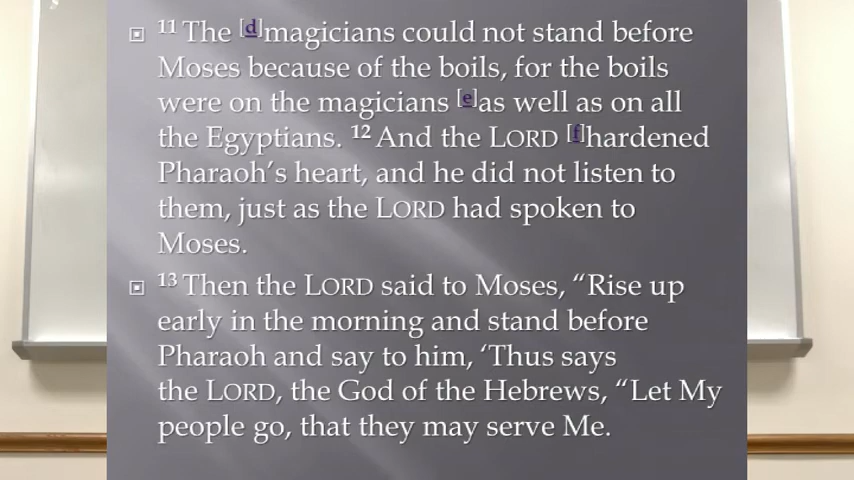 11 The [d]magicians could not stand before
Moses because of the boils, for the boils
were on the magicians [e]as well as on all
the Egyptians. 12 And the LORD [f]hardened
Pharaoh’s heart, and he did not listen to
them, just as the LORD had spoken to
Moses.
13 Then the LORD said to Moses, “Rise up
early in the morning and stand before
Pharaoh and say to him, ‘Thus says
the LORD, the God of the Hebrews, “Let My
people go, that they may serve Me.